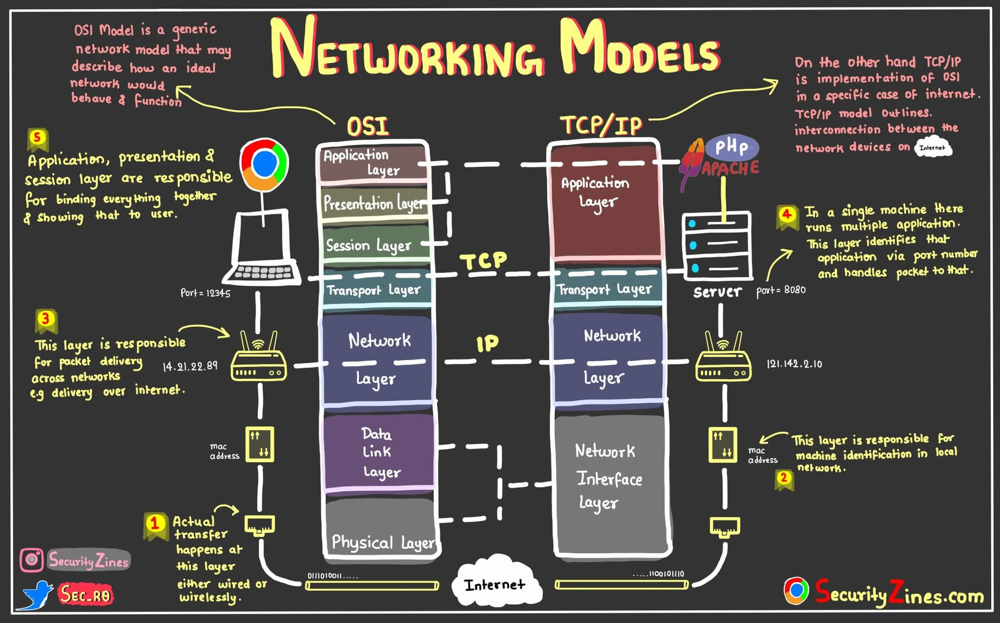 NETWORKING MODELS
OSI Model is a generic
network model that may
describe how an ideal
network would
behave & function
On the other hand TCP/IP
is implementation of OSI
in a specific case of internet.
TCP/IP model outlines.
interconnection between the
network devices on Internet
OSI
TCP/IP
5
Application, presentation &
session layer are responsible
for binding everything together
& showing that to user.
Application
Layer
Presentation Layer
Session Layer
Transport Layer
Network
Layer
Data
Link
Layer
Physical Layer
TCP
IP
Application
Layer
Transport Layer
Network
Layer
Network
Interface
Layer
PHP
APACHE
4
In a single machine there
runs multiple application.
This layer identifies that
application via port number
and handles packet to that.
Server
port = 8080
Port = 12345
3
This layer is responsible
for packet delivery
across networks
e.g delivery over internet.
14.21.22.89
121.142.2.10
mac
address
mac
address
This layer is responsible for
machine identification in local
network.
2
1
Actual
transfer
happens at
this layer
either wired or
wirelessly.
0111010011.....
Internet
.....1100101110
SecurityZines
SEC_R0
SecurityZines.com